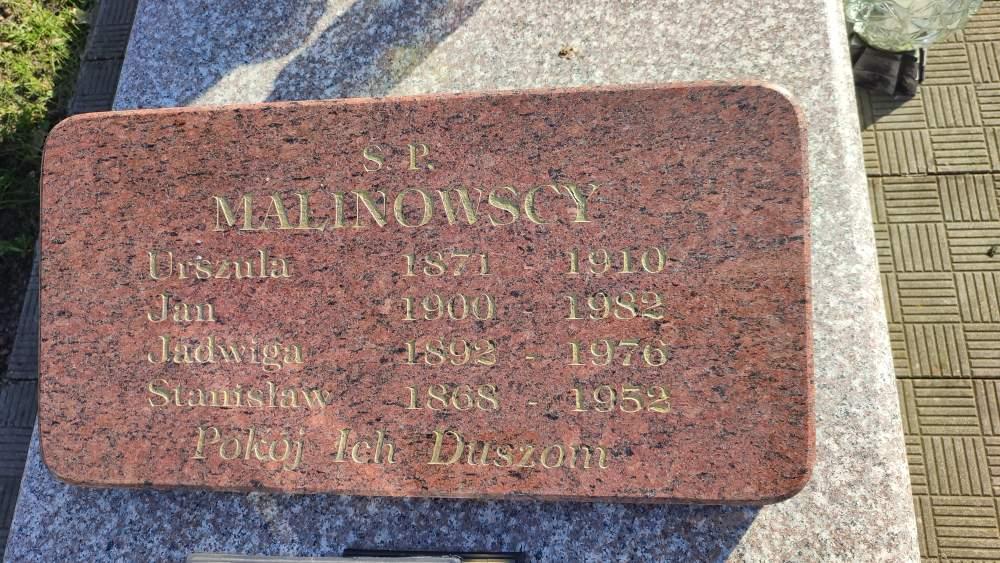 S. P.
MALINOWSCY
Urszula 1871 - 1910
Jan 1900 - 1982
Jadwiga 1892 - 1976
Stanisław 1868 - 1952
Pokój Ich Duszom